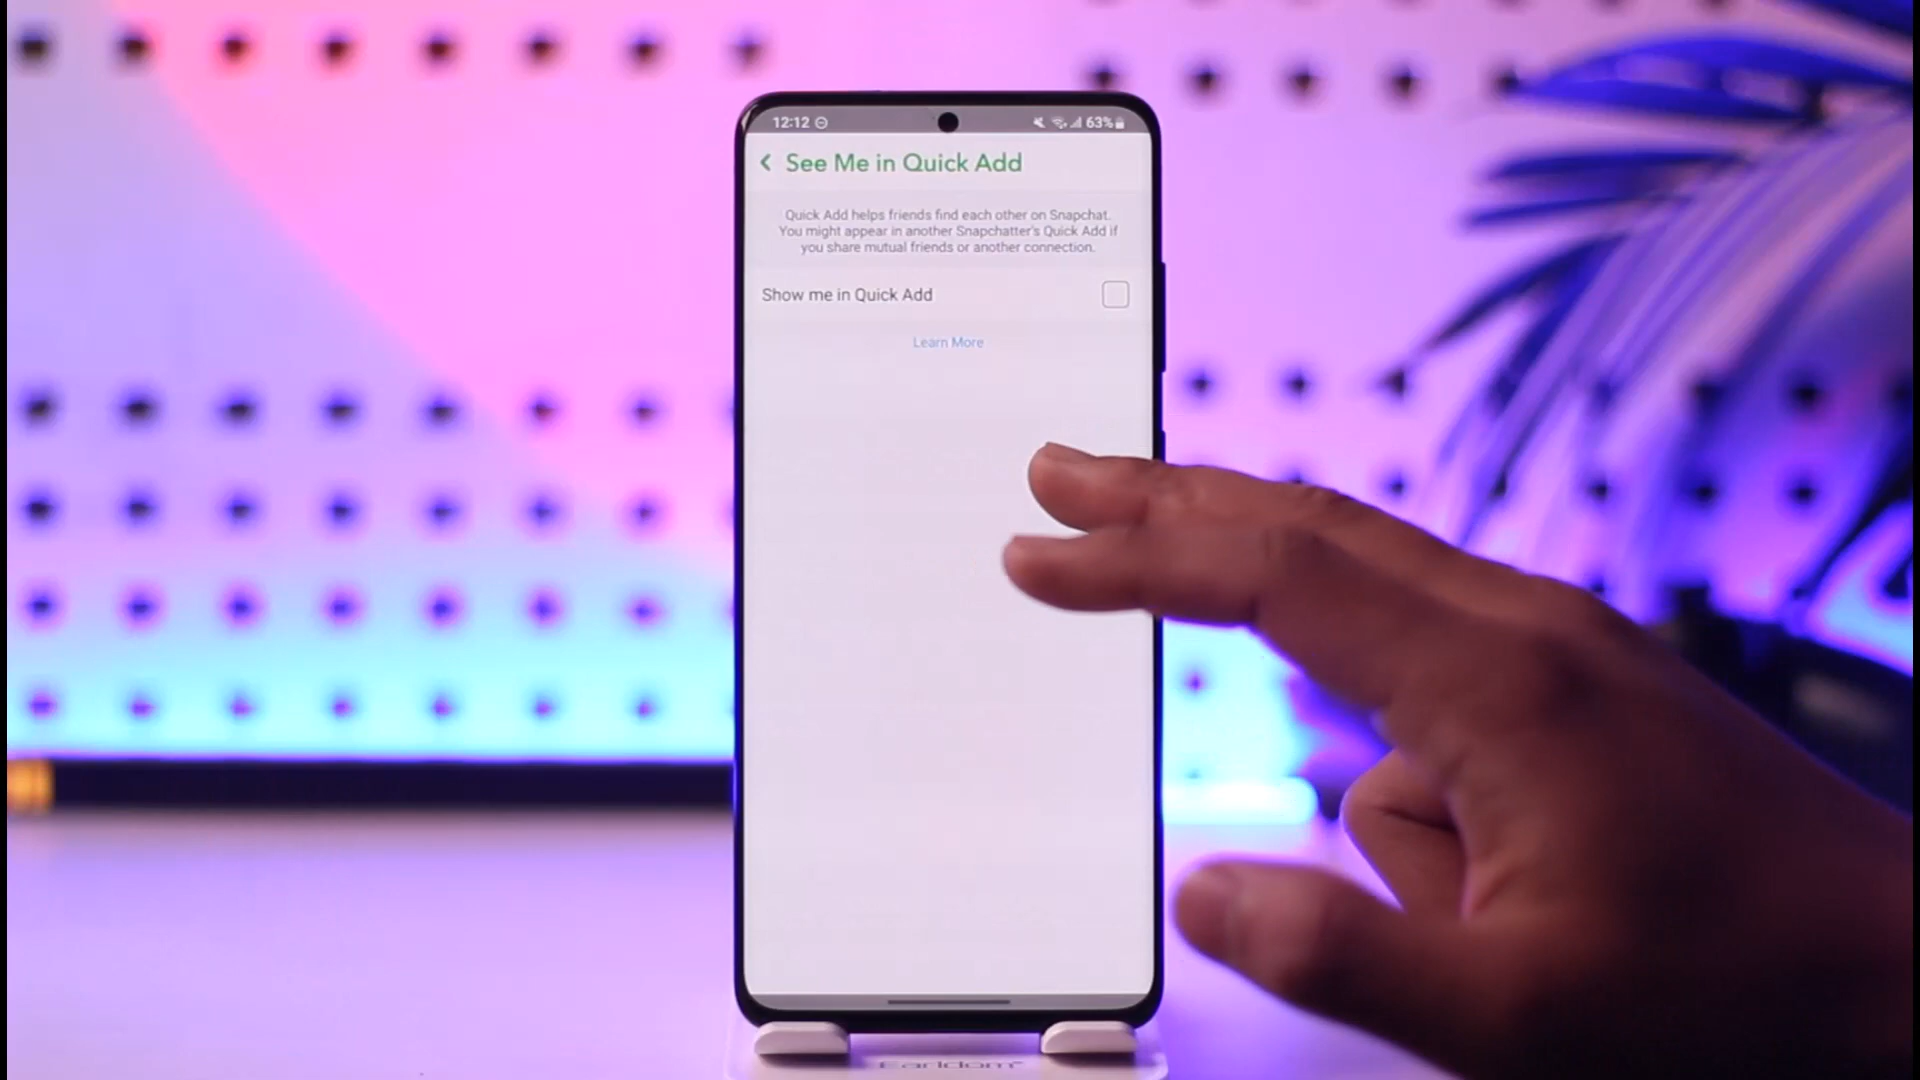 12:12 63%
See Me in Quick Add
Quick Add helps friends find each other on Snapchat.
You might appear in another Snapchatter's Quick Add if
you share mutual friends or another connection.
Show me in Quick Add
Learn More
Earldom